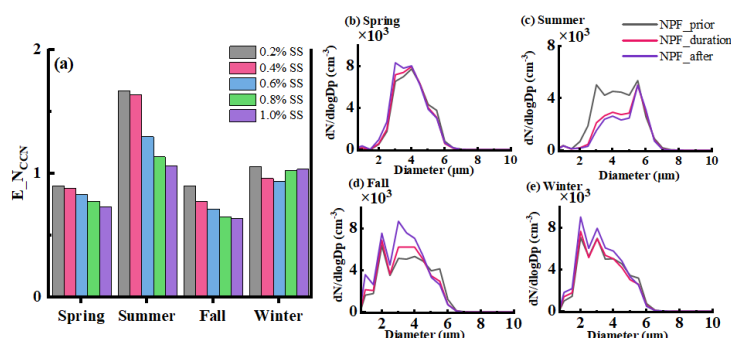 (a)
0.2% SS
0.4% SS
0.6% SS
0.8% SS
1.0% SS
E_N_CCN
2
1
0
Spring
Summer
Fall
Winter
(b) Spring
×10³
dN/dlogDp (cm⁻³)
8
4
0
2 4 6 8 10
Diameter (μm)
(c) Summer
NPF_prior
NPF_duration
NPF_after
×10³
dN/dlogDp (cm⁻³)
8
4
0
2 4 6 8 10
Diameter (μm)
(d) Fall
×10³
dN/dlogDp (cm⁻³)
8
4
0
2 4 6 8 10
Diameter (μm)
(e) Winter
×10³
dN/dlogDp (cm⁻³)
8
4
0
2 4 6 8 10
Diameter (μm)